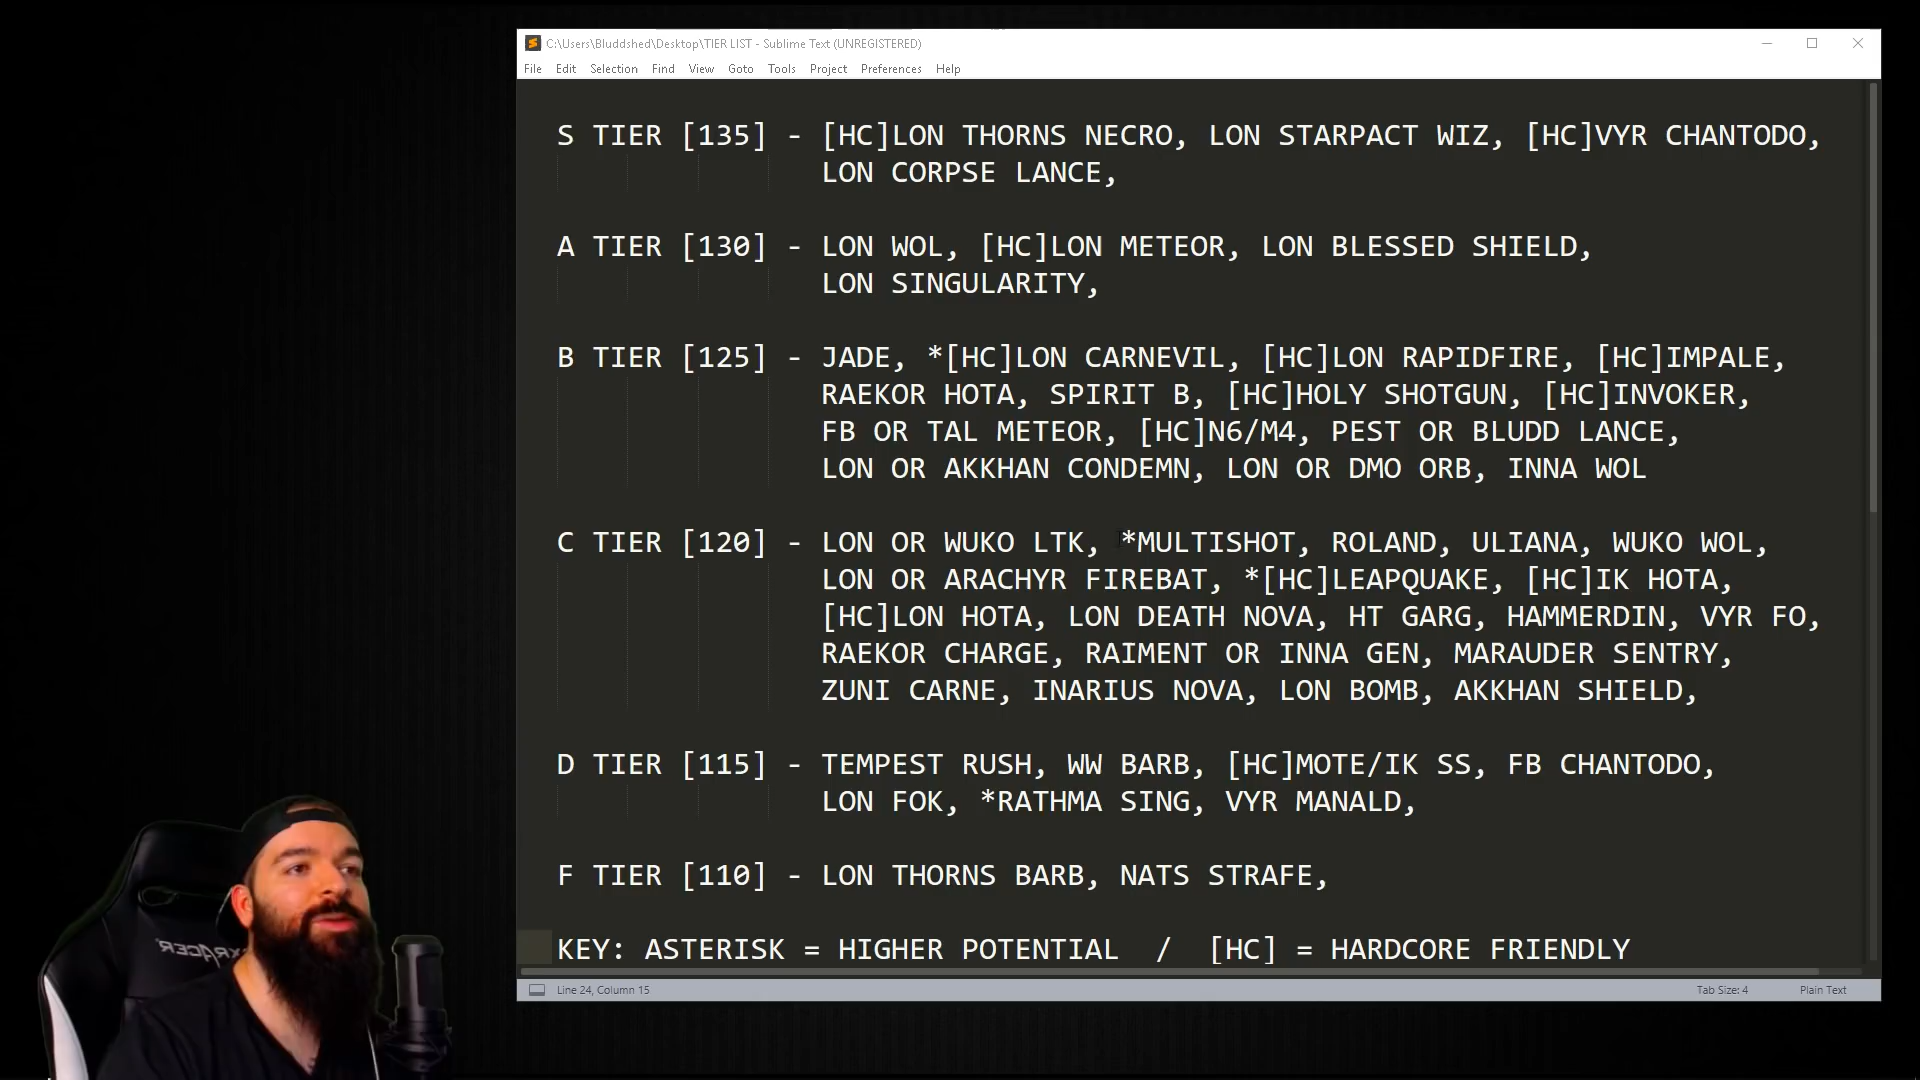 C:\Users\Bluddshed\Desktop\TIER LIST - Sublime Text (UNREGISTERED)
File Edit Selection Find View Goto Tools Project Preferences Help
S TIER [135] - [HC]LON THORNS NECRO, LON STARPACT WIZ, [HC]VYR CHANTODO,
LON CORPSE LANCE,
A TIER [130] - LON WOL, [HC]LON METEOR, LON BLESSED SHIELD,
LON SINGULARITY,
B TIER [125] - JADE, *[HC]LON CARNEVIL, [HC]LON RAPIDFIRE, [HC]IMPALE,
RAEKOR HOTA, SPIRIT B, [HC]HOLY SHOTGUN, [HC]INVOKER,
FB OR TAL METEOR, [HC]N6/M4, PEST OR BLUDD LANCE,
LON OR AKKHAN CONDEMN, LON OR DMO ORB, INNA WOL
C TIER [120] - LON OR WUKO LTK, *MULTISHOT, ROLAND, ULIANA, WUKO WOL,
LON OR ARACHYR FIREBAT, *[HC]LEAPQUAKE, [HC]IK HOTA,
[HC]LON HOTA, LON DEATH NOVA, HT GARG, HAMMERDIN, VYR FO,
RAEKOR CHARGE, RAIMENT OR INNA GEN, MARAUDER SENTRY,
ZUNI CARNE, INARIUS NOVA, LON BOMB, AKKHAN SHIELD,
D TIER [115] - TEMPEST RUSH, WW BARB, [HC]MOTE/IK SS, FB CHANTODO,
LON FOK, *RATHMA SING, VYR MANALD,
F TIER [110] - LON THORNS BARB, NATS STRAFE,
KEY: ASTERISK = HIGHER POTENTIAL / [HC] = HARDCORE FRIENDLY
Line 24, Column 15 Tab Size: 4 Plain Text